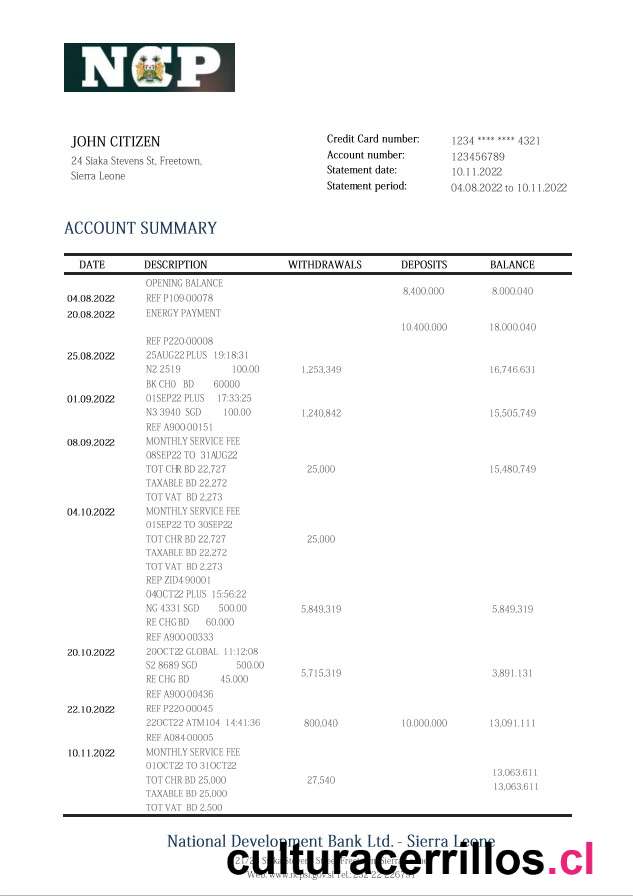 NCP
JOHN CITIZEN
24 Siaka Stevens St, Freetown,
Sierra Leone
Credit Card number: 1234 **** **** 4321
Account number: 123456789
Statement date: 10.11.2022
Statement period: 04.08.2022 to 10.11.2022
ACCOUNT SUMMARY
DATE DESCRIPTION WITHDRAWALS DEPOSITS BALANCE
OPENING BALANCE
8,400.000 8.000.040
04.08.2022 REF P109-00078
20.08.2022 ENERGY PAYMENT
10.400.000 18.000.040
REF P220-00008
25.08.2022 25AUG22 PLUS 19:18:31
N2 2519 100.00 1,253,349 16,746.631
BK CHO BD 60000
01.09.2022 01SEP22 PLUS 17:33:25
N3 3940 SGD 100.00 1,240,842 15,505,749
REF A900-00151
08.09.2022 MONTHLY SERVICE FEE
08SEP22 TO 31AUG22
TOT CHR BD 22,727 25,000 15,480,749
TAXABLE BD 22,272
TOT VAT BD 2,273
04.10.2022 MONTHLY SERVICE FEE
01SEP22 TO 30SEP22
TOT CHR BD 22,727 25,000
TAXABLE BD 22,272
TOT VAT BD 2,273
REP ZID4 90001
04OCT22 PLUS 15:56:22
NG 4331 SGD 500.00 5,849,319 5,849,319
RE CHG BD 60.000
REF A900-00333
20.10.2022 20OCT22 GLOBAL 11:12:08
S2 8689 SGD 500.00
5,715,319 3,891.131
RE CHG BD 45.000
REF A900-00436
22.10.2022 REF P220-00045
22OCT22 ATM104 14:41:36 800,040 10.000.000 13,091,111
REF A084-00005
10.11.2022 MONTHLY SERVICE FEE
01OCT22 TO 31OCT22
13,063.611
TOT CHR BD 25,000 27,540
13,063.611
TAXABLE BD 25,000
TOT VAT BD 2,500
National Development Bank Ltd. - Sierra Leone
culturacerrillos.cl